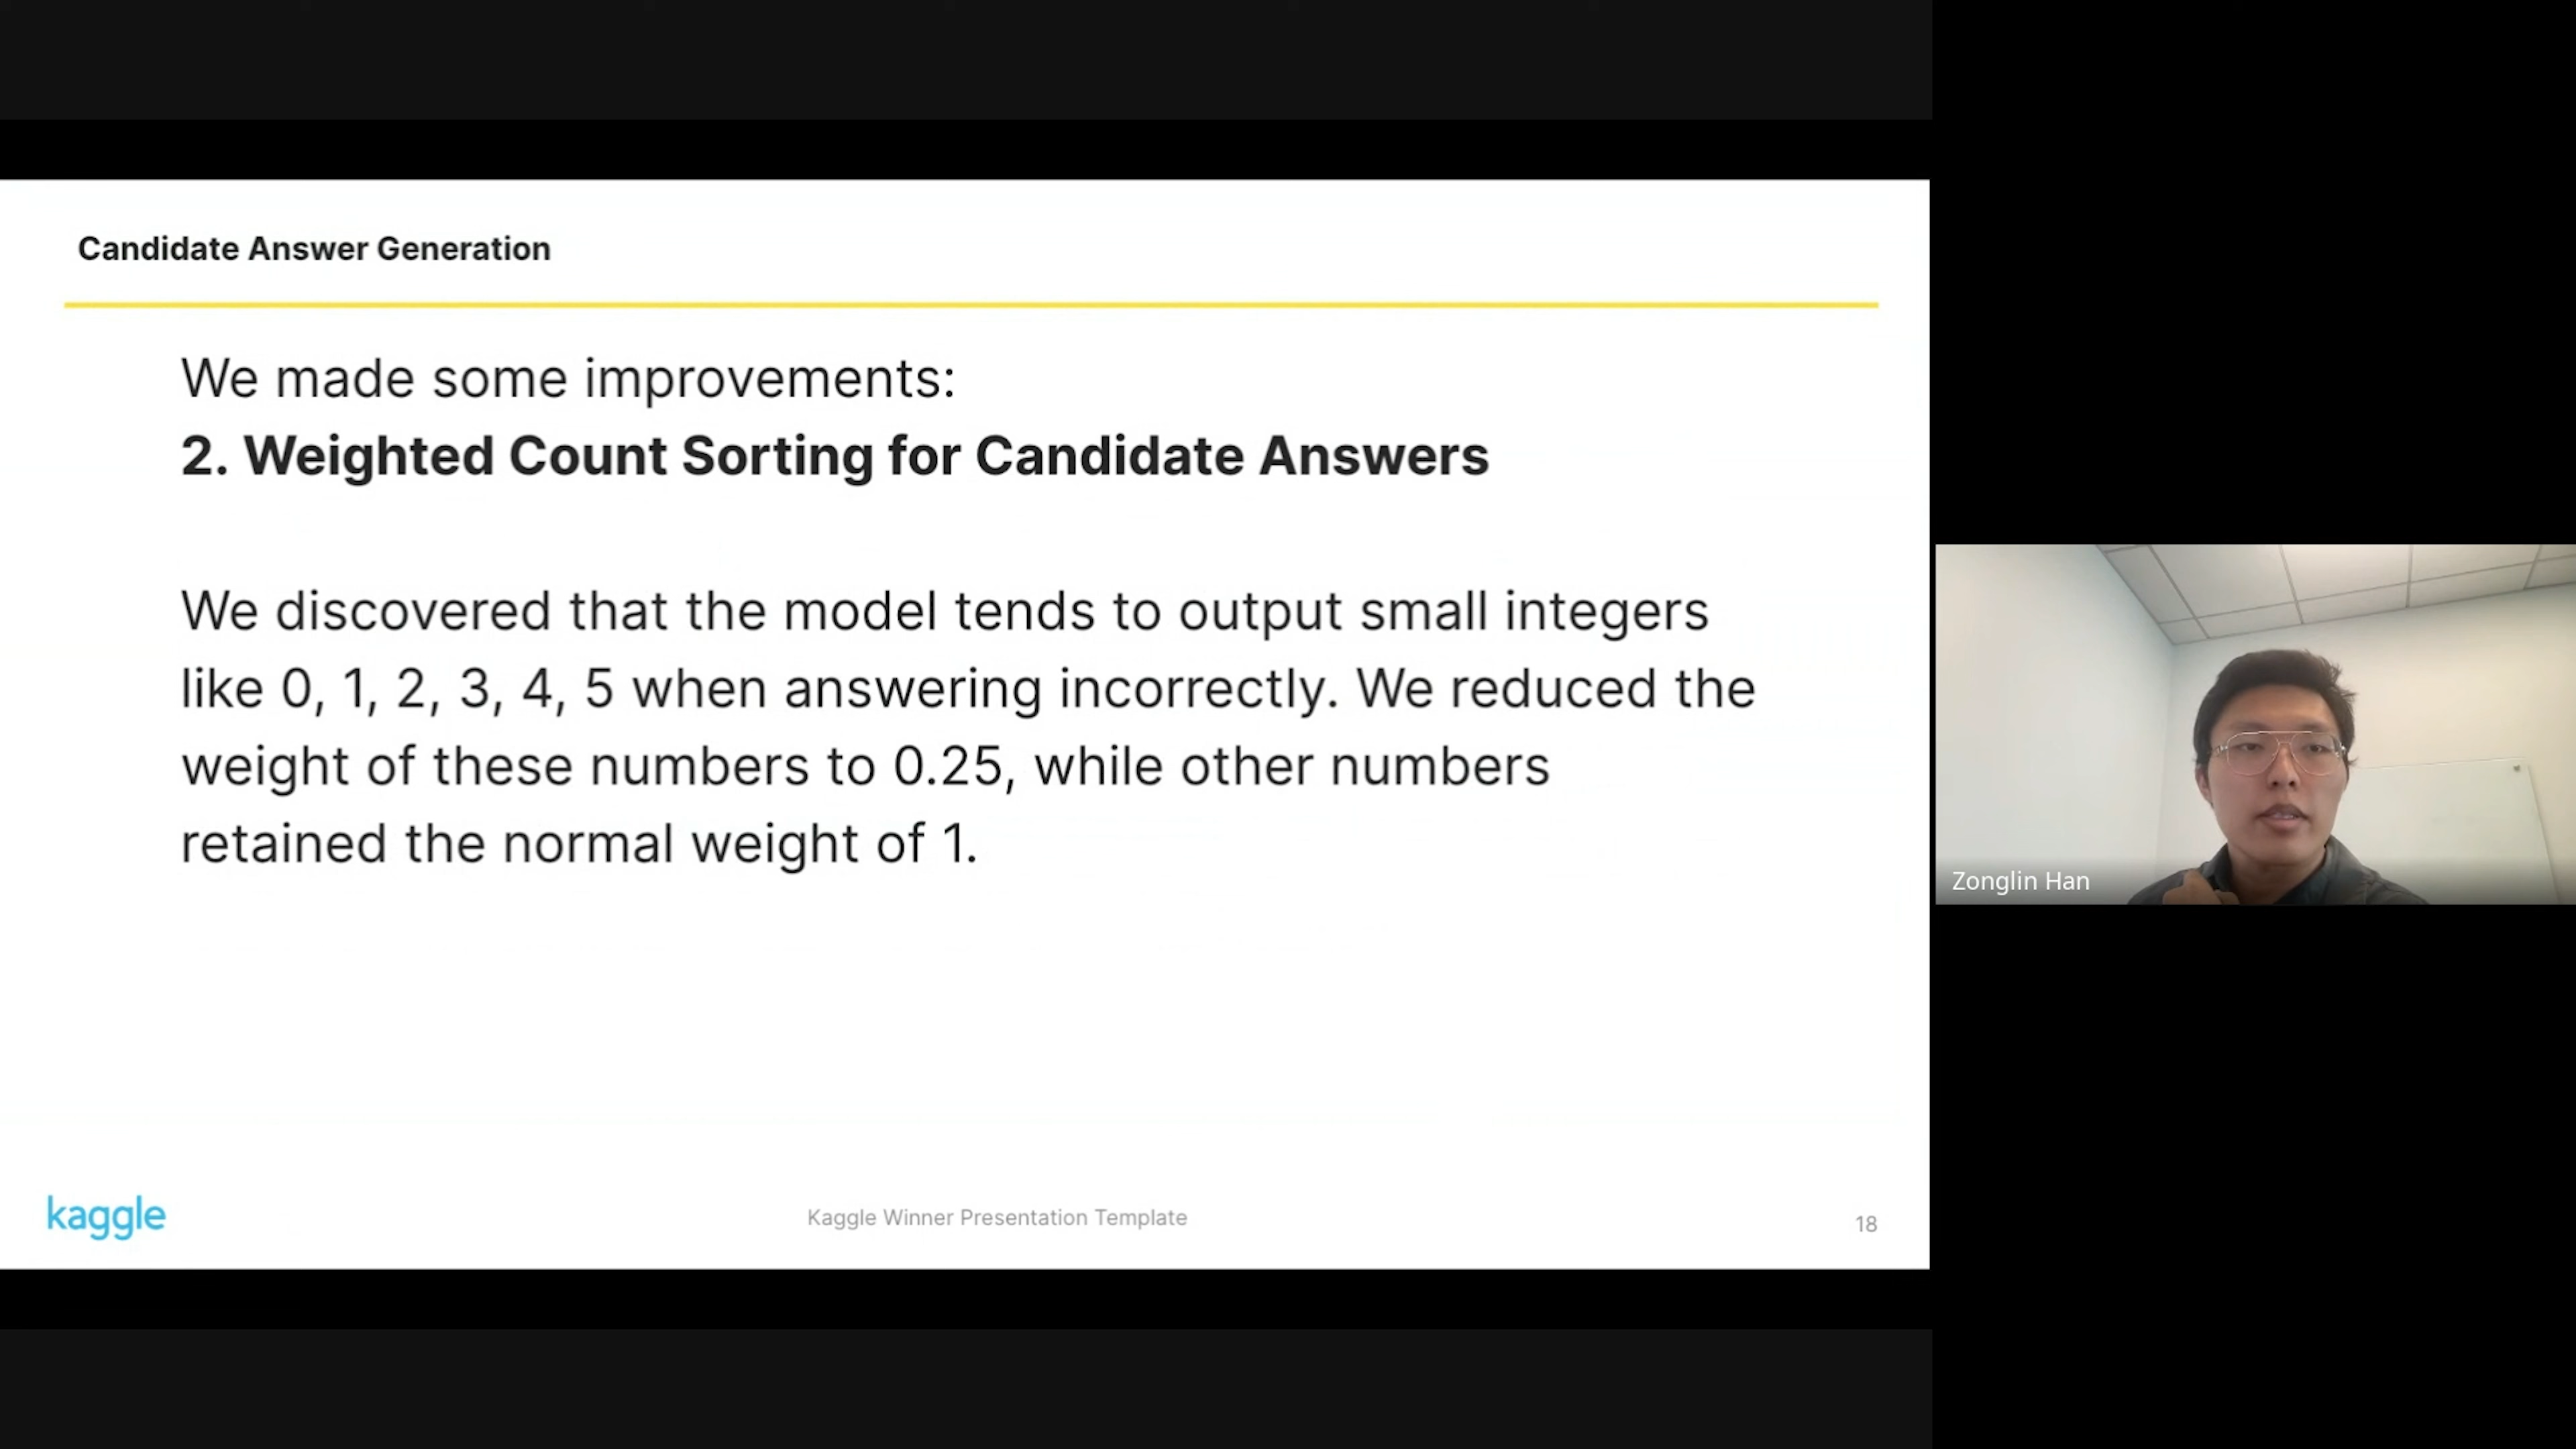 Candidate Answer Generation
We made some improvements:
2. Weighted Count Sorting for Candidate Answers
We discovered that the model tends to output small integers
like 0, 1, 2, 3, 4, 5 when answering incorrectly. We reduced the
weight of these numbers to 0.25, while other numbers
retained the normal weight of 1.
kaggle
Kaggle Winner Presentation Template
18
Zonglin Han